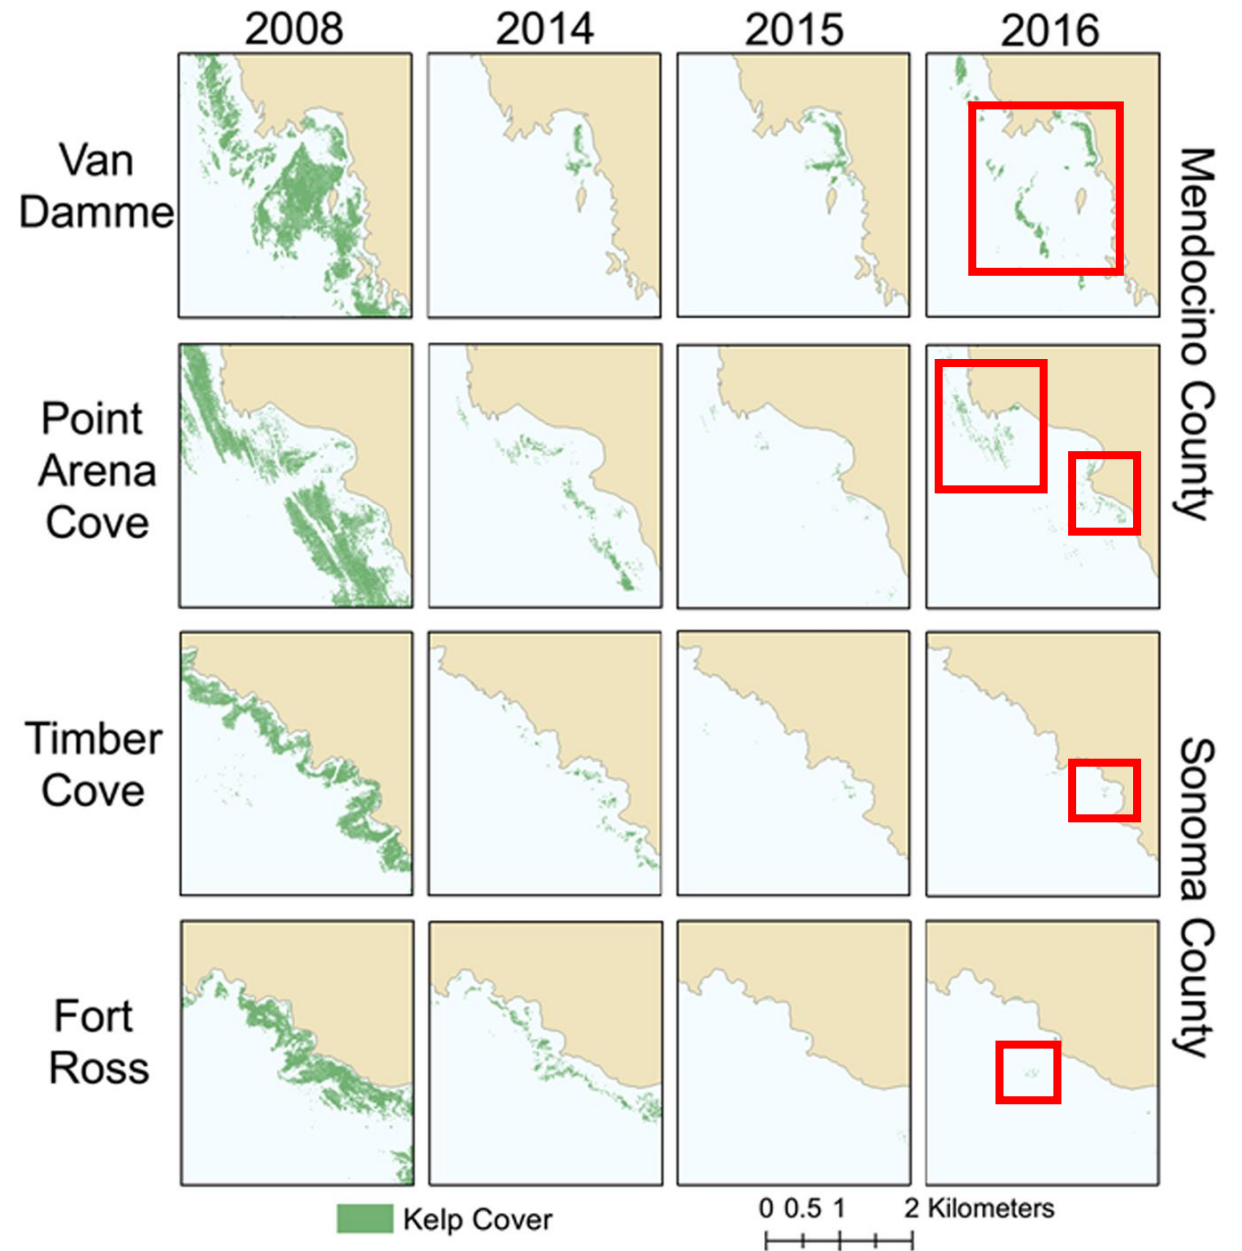 2008 2014 2015 2016
Van
Damme
Point
Arena
Cove
Mendocino County
Timber
Cove
Fort
Ross
Sonoma County
Kelp Cover
0 0.5 1 2 Kilometers